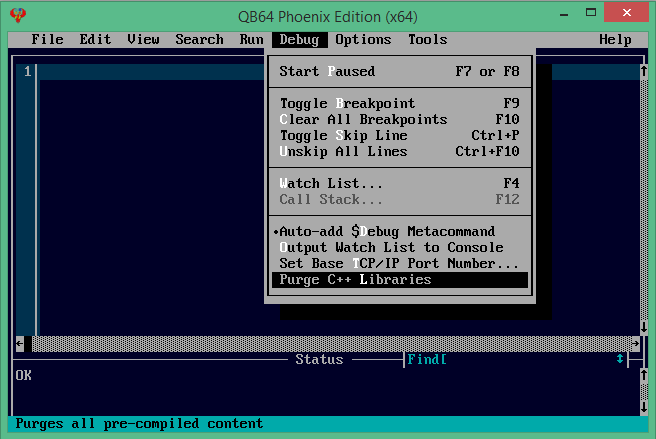 QB64 Phoenix Edition (x64)
File Edit View Search Run Debug Options Tools Help
1
Start Paused F7 or F8
Toggle Breakpoint F9
Clear All Breakpoints F10
Toggle Skip Line Ctrl+P
Unskip All Lines Ctrl+F10
Watch List... F4
Call Stack... F12
•Auto-add $Debug Metacommand
Output Watch List to Console
Set Base TCP/IP Port Number...
Purge C++ Libraries
Status Find[
OK
Purges all pre-compiled content